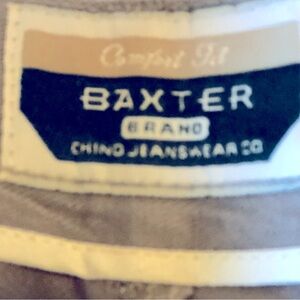 Comfort Fit
BAXTER
BRAND
CHINO JEANSWEAR CO